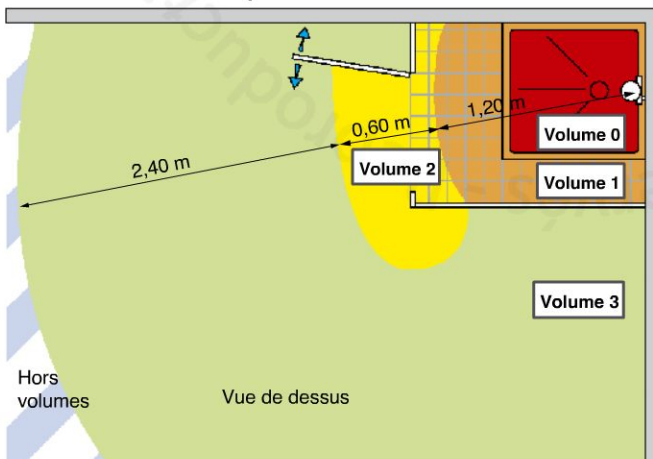 1,20 m
0,60 m
2,40 m
Volume 0
Volume 1
Volume 2
Volume 3
Hors
volumes
Vue de dessus